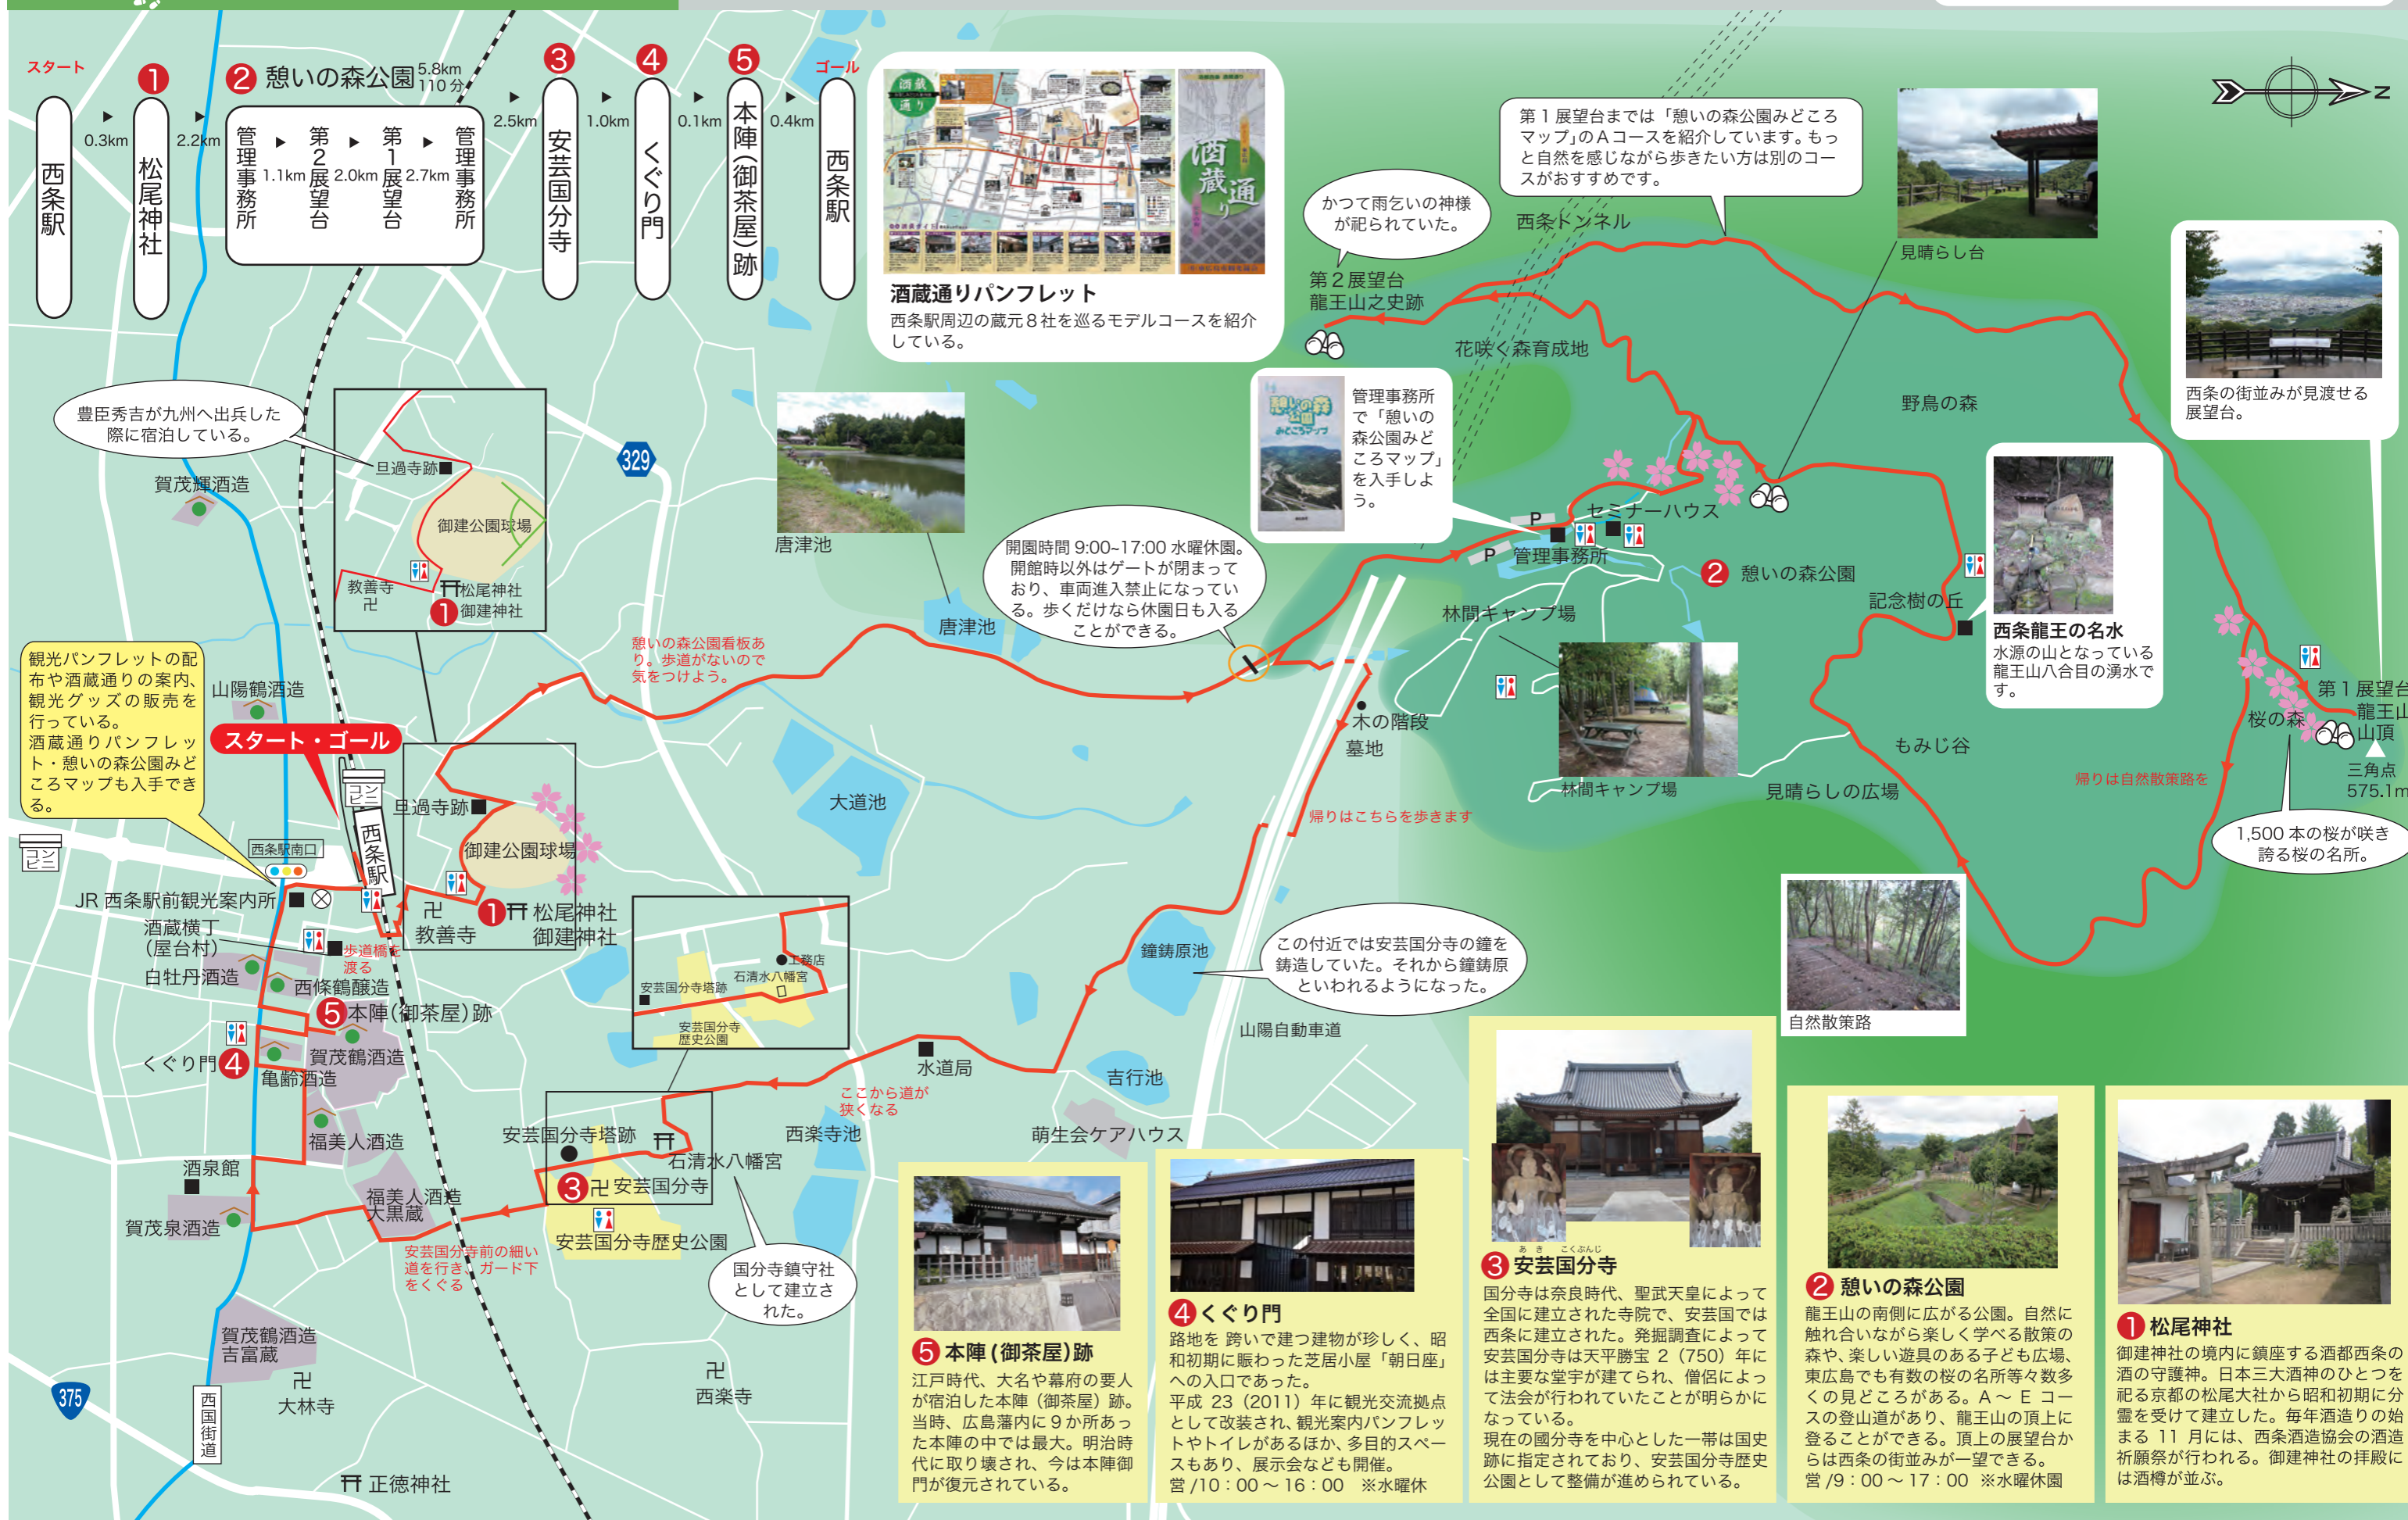 スタート
西条駅
0.3km
1
松尾神社
2.2km
2 憩いの森公園 5.8km 110分
管理事務所
1.1km
第2展望台
2.0km
第1展望台
2.7km
管理事務所
2.5km
3
安芸国分寺
1.0km
4
くぐり門
0.1km
5
本陣(御茶屋)跡
0.4km
ゴール
西条駅
酒蔵通り
酒蔵通り
酒蔵通りパンフレット
西条駅周辺の蔵元8社を巡るモデルコースを紹介
している。
第1展望台までは「憩いの森公園みどころ
マップ」のAコースを紹介しています。もっ
と自然を感じながら歩きたい方は別のコー
スがおすすめです。
N
かつて雨乞いの神様
が祀られていた。
西条トンネル
見晴らし台
第2展望台
龍王山之史跡
西条の街並みが見渡せる
展望台。
花咲く森育成地
野鳥の森
憩いの森
公園
みどころマップ
管理事務所
で「憩いの
森公園みど
ころマップ」
を入手しよ
う。
豊臣秀吉が九州へ出兵した
際に宿泊している。
旦過寺跡
御建公園球場
教善寺
卍
松尾神社
1 御建神社
賀茂輝酒造
329
唐津池
開園時間 9:00~17:00 水曜休園。
開館時以外はゲートが閉まって
おり、車両進入禁止になってい
る。歩くだけなら休園日も入る
ことができる。
P
P
セミナーハウス
管理事務所
2 憩いの森公園
林間キャンプ場
記念樹の丘
西条龍王の名水
水源の山となっている
龍王山八合目の湧水で
す。
唐津池
憩いの森公園看板あ
り。歩道がないので
気をつけよう。
観光パンフレットの配
布や酒蔵通りの案内、
観光グッズの販売を
行っている。
酒蔵通りパンフレッ
ト・憩いの森公園みど
ころマップも入手でき
る。
山陽鶴酒造
スタート・ゴール
コンビニ
コンビニ
西条駅
西条駅南口
旦過寺跡
御建公園球場
大道池
木の階段
墓地
林間キャンプ場
見晴らしの広場
もみじ谷
桜の森
第1展望台
龍王山
山頂
三角点
575.1m
帰りは自然散策路を
帰りはこちらを歩きます
1,500本の桜が咲き
誇る桜の名所。
JR西条駅前観光案内所
酒蔵横丁
(屋台村)
歩道橋を
渡る
卍
教善寺
1 松尾神社
御建神社
白牡丹酒造
西條鶴醸造
5 本陣(御茶屋)跡
くぐり門 4
賀茂鶴酒造
亀齢酒造
福美人酒造
酒泉館
賀茂泉酒造
福美人酒造
大黒蔵
工務店
石清水八幡宮
安芸国分寺塔跡
安芸国分寺
歴史公園
鐘鋳原池
この付近では安芸国分寺の鐘を
鋳造していた。それから鐘鋳原
といわれるようになった。
山陽自動車道
自然散策路
水道局
吉行池
ここから道が
狭くなる
西楽寺池
萌生会ケアハウス
安芸国分寺塔跡
石清水八幡宮
3 卍 安芸国分寺
安芸国分寺歴史公園
安芸国分寺前の細い
道を行き、ガード下
をくぐる
国分寺鎮守社
として建立さ
れた。
賀茂鶴酒造
吉富蔵
375
西国街道
卍
大林寺
卍
西楽寺
正徳神社
5 本陣(御茶屋)跡
江戸時代、大名や幕府の要人
が宿泊した本陣(御茶屋)跡。
当時、広島藩内に9か所あっ
た本陣の中では最大。明治時
代に取り壊され、今は本陣御
門が復元されている。
4 くぐり門
路地を 跨いで建つ建物が珍しく、昭
和初期に賑わった芝居小屋「朝日座」
への入口であった。
平成 23(2011)年に観光交流拠点
として改装され、観光案内パンフレッ
トやトイレがあるほか、多目的スペー
スもあり、展示会なども開催。
営/10:00〜16:00 ※水曜休
3 安芸国分寺
あき こくぶんじ
国分寺は奈良時代、聖武天皇によって
全国に建立された寺院で、安芸国では
西条に建立された。発掘調査によって
安芸国分寺は天平勝宝 2(750)年に
は主要な堂宇が建てられ、僧侶によっ
て法会が行われていたことが明らかに
なっている。
現在の國分寺を中心とした一帯は国史
跡に指定されており、安芸国分寺歴史
公園として整備が進められている。
2 憩いの森公園
龍王山の南側に広がる公園。自然に
触れ合いながら楽しく学べる散策の
森や、楽しい遊具のある子ども広場、
東広島でも有数の桜の名所等々数多
くの見どころがある。A〜E コー
スの登山道があり、龍王山の頂上に
登ることができる。頂上の展望台か
らは西条の街並みが一望できる。
営/9:00〜17:00 ※水曜休園
1 松尾神社
御建神社の境内に鎮座する酒都西条の
酒の守護神。日本三大酒神のひとつを
祀る京都の松尾大社から昭和初期に分
霊を受けて建立した。毎年酒造りの始
まる 11 月には、西条酒造協会の酒造
祈願祭が行われる。御建神社の拝殿に
は酒樽が並ぶ。